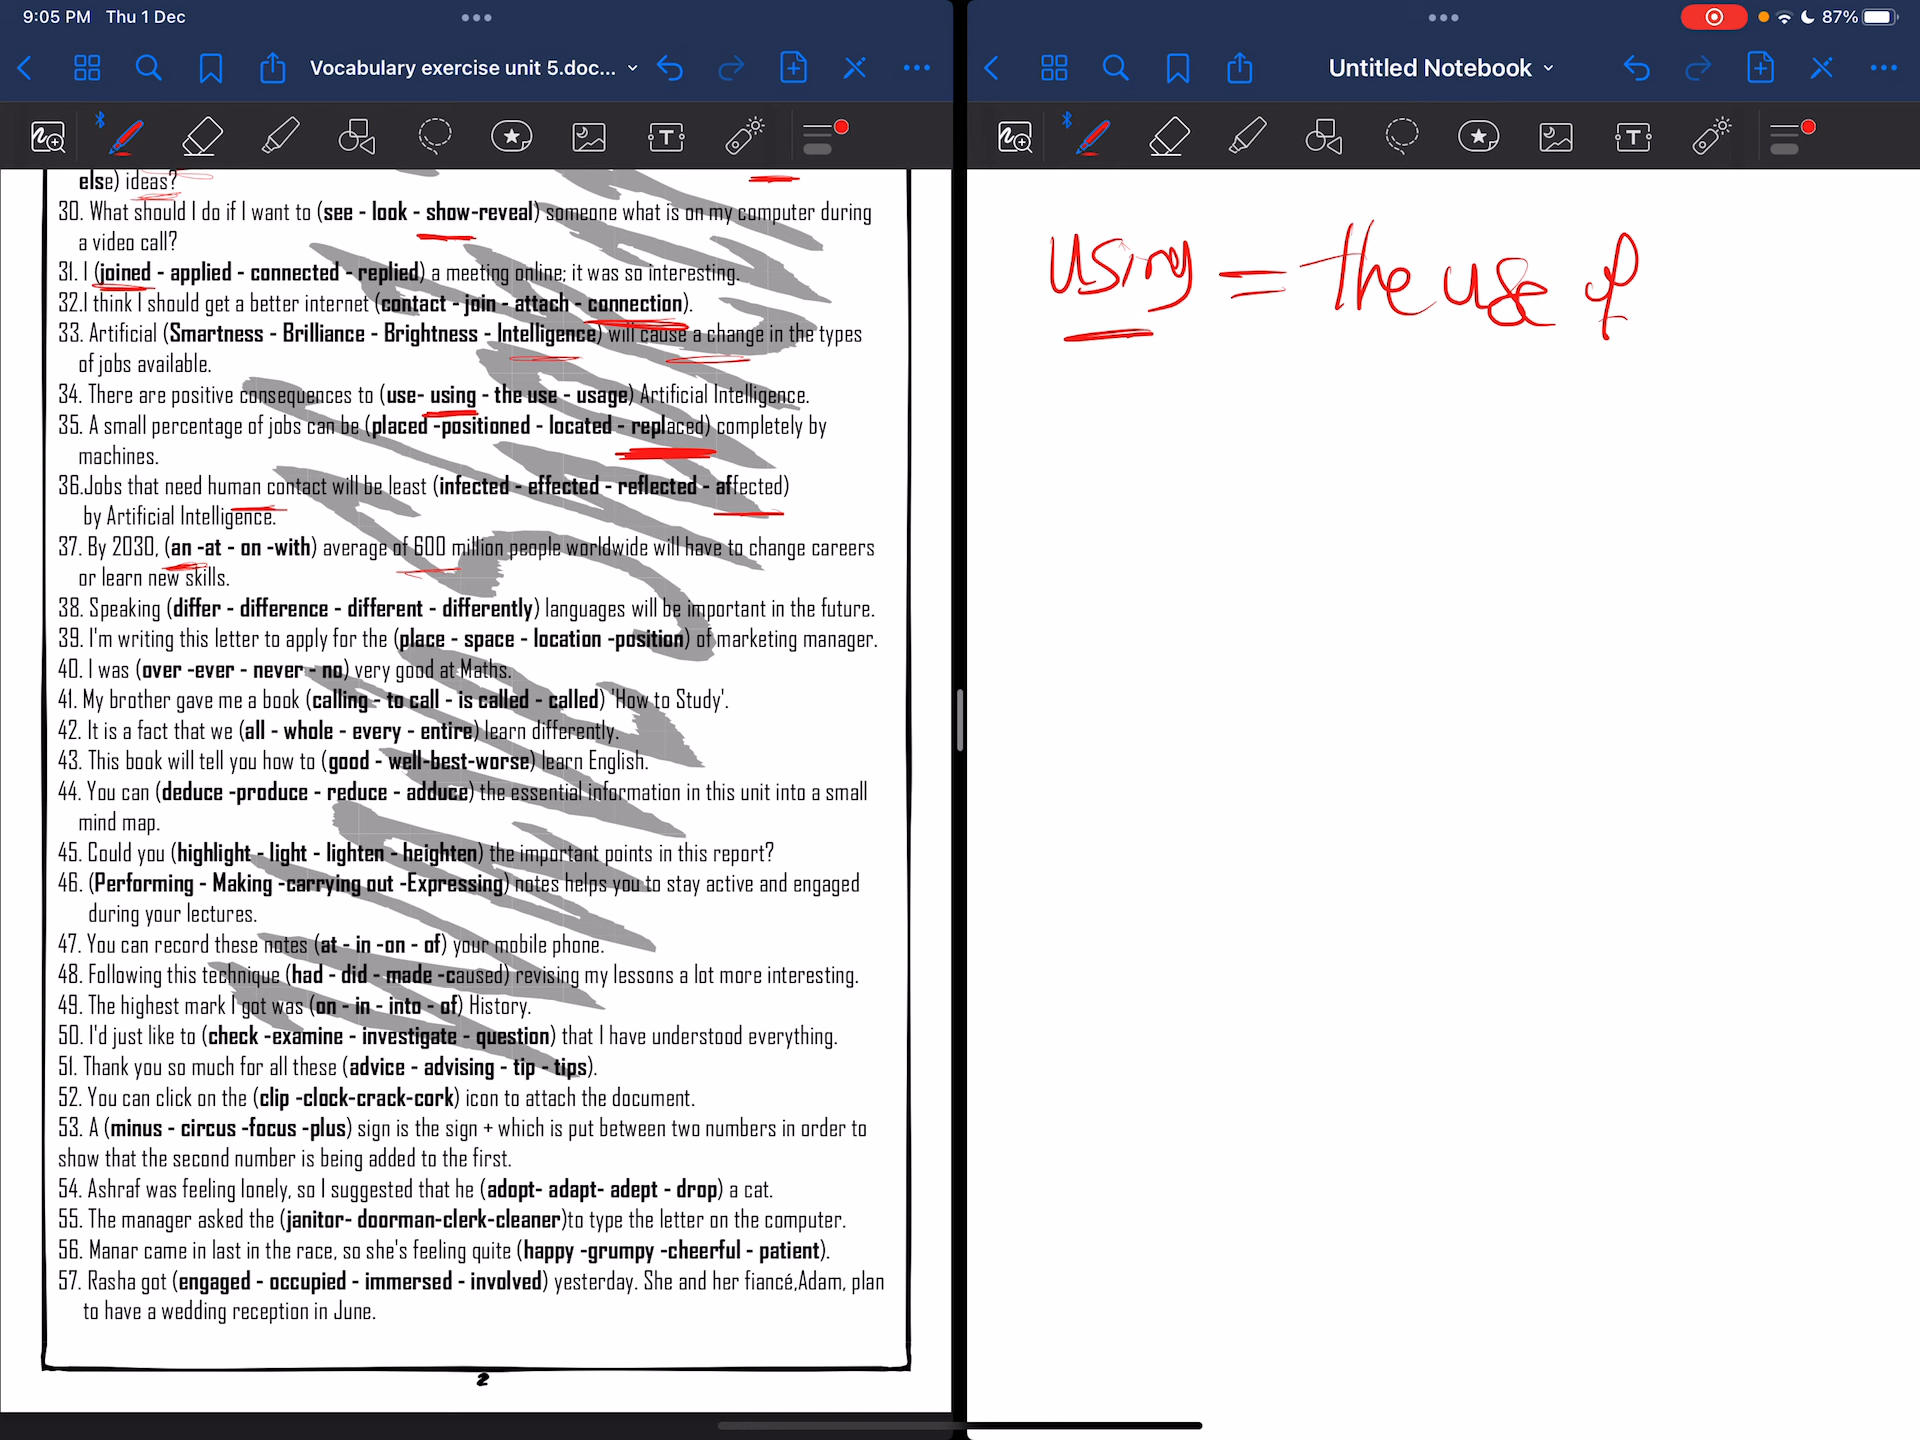 9:05 PM Thu 1 Dec
87%
Vocabulary exercise unit 5.doc...
Untitled Notebook
else) ideas?
30. What should I do if I want to (see - look - show-reveal) someone what is on my computer during
a video call?
31. I (joined - applied - connected - replied) a meeting online; it was so interesting.
32.I think I should get a better internet (contact - join - attach - connection).
33. Artificial (Smartness - Brilliance - Brightness - Intelligence) will cause a change in the types
of jobs available.
34. There are positive consequences to (use- using - the use - usage) Artificial Intelligence.
35. A small percentage of jobs can be (placed -positioned - located - replaced) completely by
machines.
36.Jobs that need human contact will be least (infected - effected - reflected - affected)
by Artificial Intelligence.
37. By 2030, (an -at - on -with) average of 600 million people worldwide will have to change careers
or learn new skills.
38. Speaking (differ - difference - different - differently) languages will be important in the future.
39. I'm writing this letter to apply for the (place - space - location -position) of marketing manager.
40. I was (over -ever - never - no) very good at Maths.
41. My brother gave me a book (calling - to call - is called - called) 'How to Study'.
42. It is a fact that we (all - whole - every - entire) learn differently.
43. This book will tell you how to (good - well-best-worse) learn English.
44. You can (deduce -produce - reduce - adduce) the essential information in this unit into a small
mind map.
45. Could you (highlight - light - lighten - heighten) the important points in this report?
46. (Performing - Making -carrying out -Expressing) notes helps you to stay active and engaged
during your lectures.
47. You can record these notes (at - in -on - of) your mobile phone.
48. Following this technique (had - did - made -caused) revising my lessons a lot more interesting.
49. The highest mark I got was (on - in - into - of) History.
50. I'd just like to (check -examine - investigate - question) that I have understood everything.
51. Thank you so much for all these (advice - advising - tip - tips).
52. You can click on the (clip -clock-crack-cork) icon to attach the document.
53. A (minus - circus -focus -plus) sign is the sign + which is put between two numbers in order to
show that the second number is being added to the first.
54. Ashraf was feeling lonely, so I suggested that he (adopt- adapt- adept - drop) a cat.
55. The manager asked the (janitor- doorman-clerk-cleaner)to type the letter on the computer.
56. Manar came in last in the race, so she's feeling quite (happy -grumpy -cheerful - patient).
57. Rasha got (engaged - occupied - immersed - involved) yesterday. She and her fiancé,Adam, plan
to have a wedding reception in June.
2
using = the use of